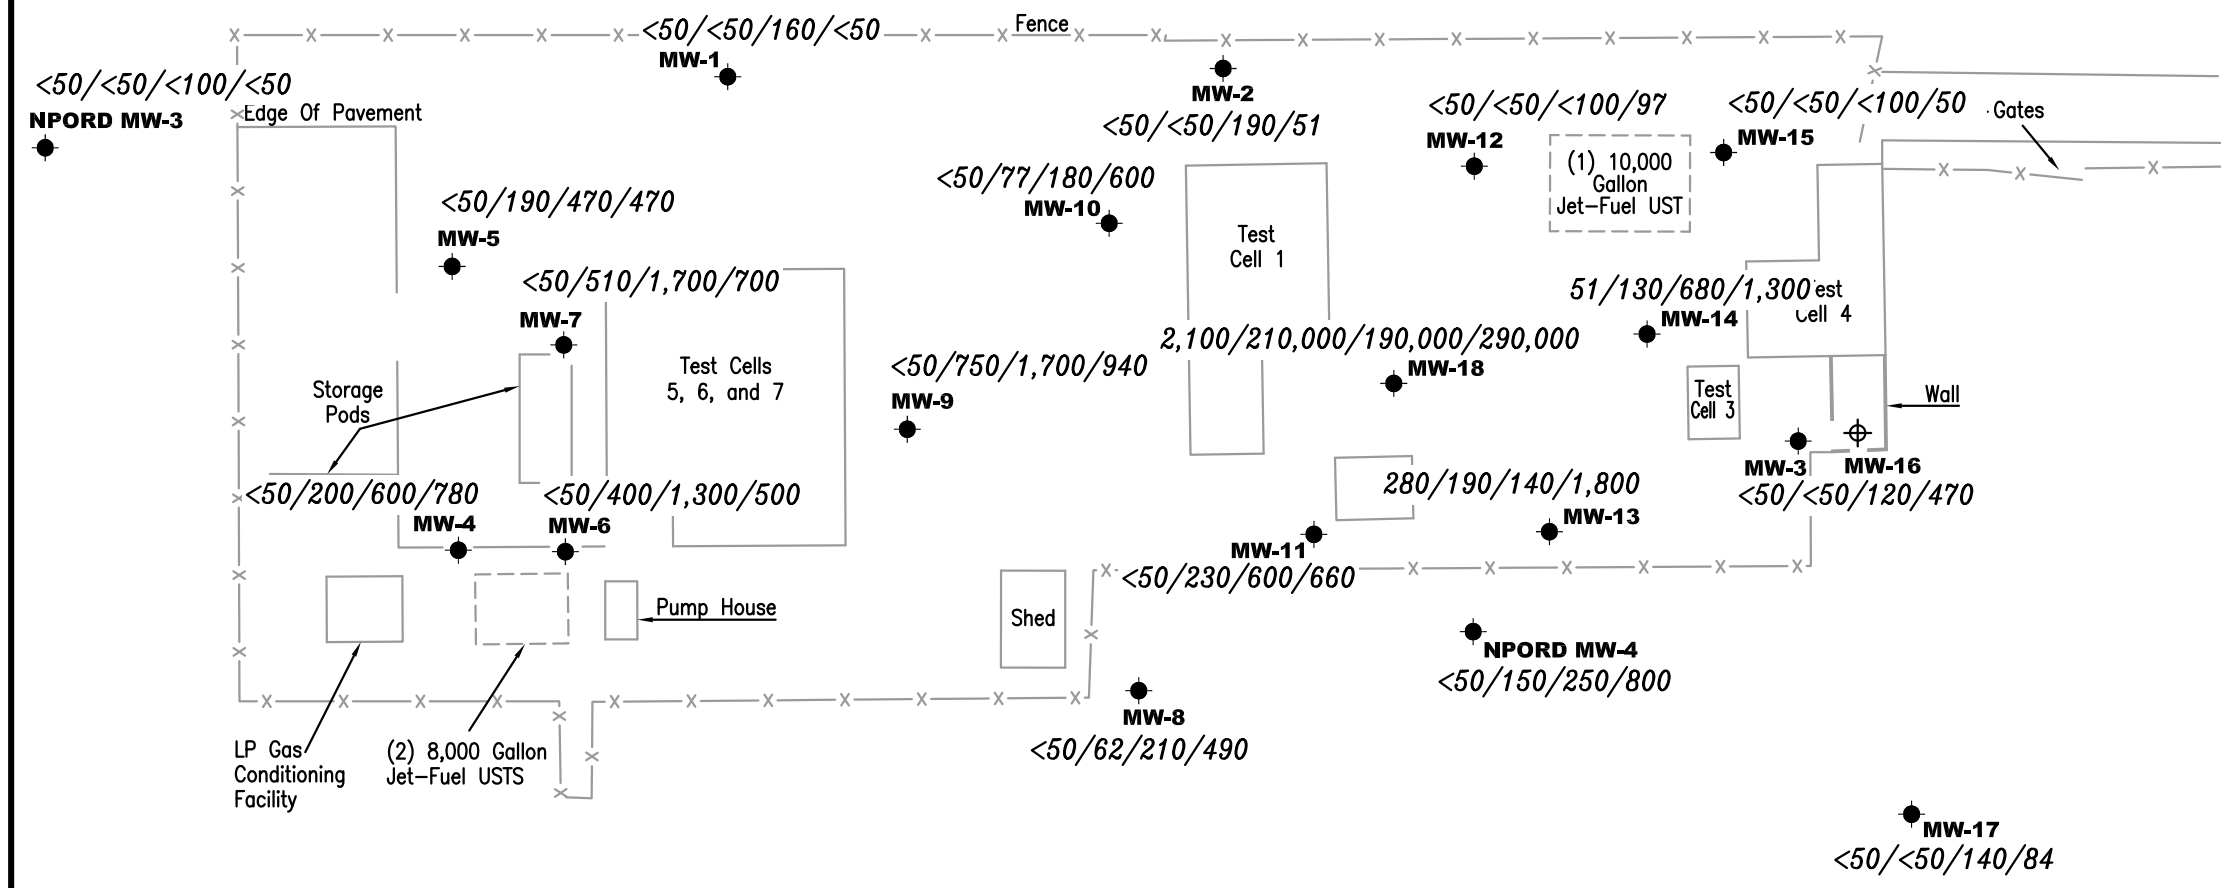 Fence
<50/<50/160/<50
MW-1
<50/<50/<100/<50
NPORD MW-3
Edge Of Pavement
MW-2
<50/<50/190/51
<50/<50/<100/97
MW-12
<50/<50/<100/50
MW-15
Gates
(1) 10,000
Gallon
Jet-Fuel UST
<50/77/180/600
MW-10
<50/190/470/470
MW-5
Test
Cell 1
<50/510/1,700/700
MW-7
51/130/680/1,300
est
Cell 4
MW-14
2,100/210,000/190,000/290,000
MW-18
<50/750/1,700/940
MW-9
Test Cells
5, 6, and 7
Storage
Pods
Test
Cell 3
Wall
MW-3
MW-16
<50/<50/120/470
<50/200/600/780
MW-4
<50/400/1,300/500
MW-6
280/190/140/1,800
MW-13
MW-11
<50/230/600/660
Pump House
Shed
NPORD MW-4
<50/150/250/800
MW-8
<50/62/210/490
LP Gas
Conditioning
Facility
(2) 8,000 Gallon
Jet-Fuel USTS
MW-17
<50/<50/140/84